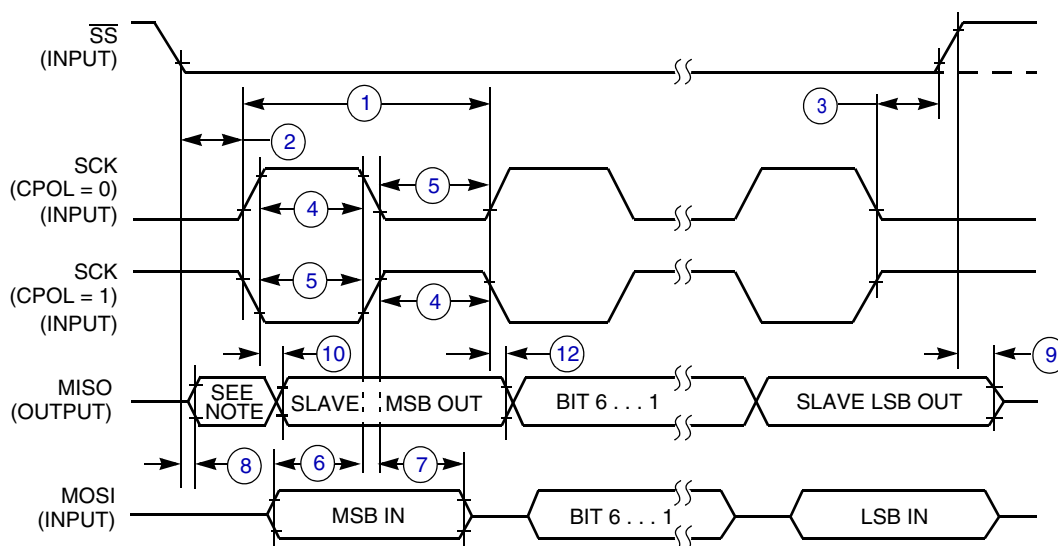 SS
(INPUT)
1
3
2
SCK
(CPOL = 0)
(INPUT)
5
4
SCK
(CPOL = 1)
(INPUT)
5
4
10
12
9
MISO
(OUTPUT)
SEE
NOTE
SLAVE
MSB OUT
BIT 6 . . . 1
SLAVE LSB OUT
8
6
7
MOSI
(INPUT)
MSB IN
BIT 6 . . . 1
LSB IN